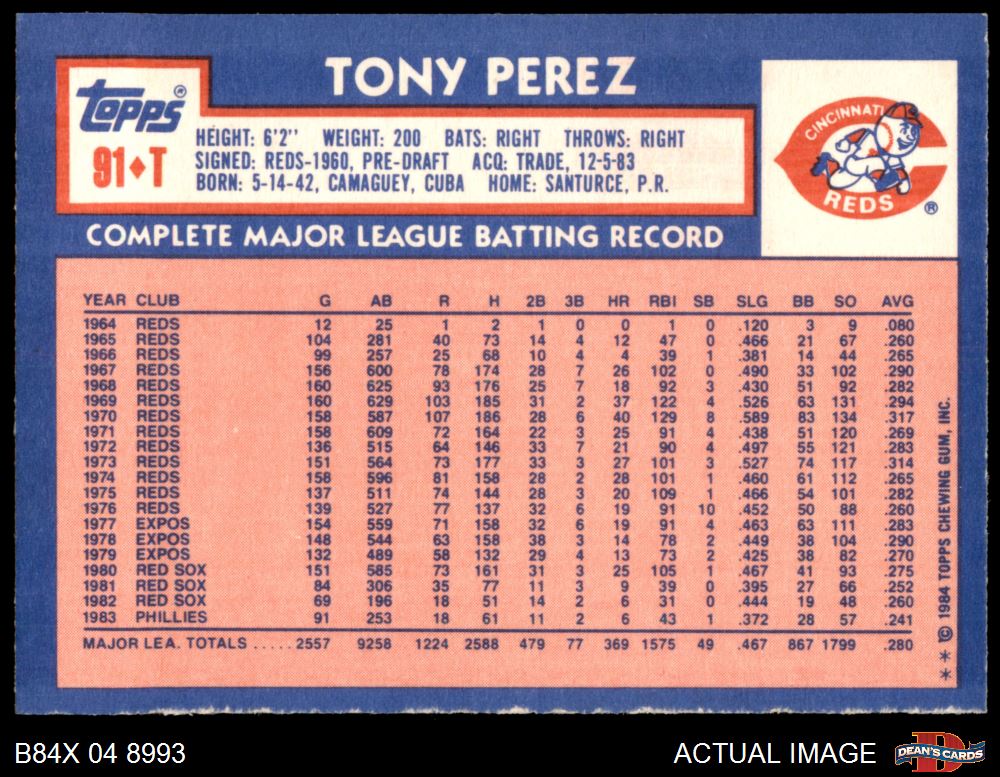 TONY PEREZ
Topps®
91♦T
HEIGHT: 6'2'' WEIGHT: 200 BATS: RIGHT THROWS: RIGHT
SIGNED: REDS-1960, PRE-DRAFT ACQ: TRADE, 12-5-83
BORN: 5-14-42, CAMAGUEY, CUBA HOME: SANTURCE, P.R.
CINCINNATI
REDS ®
COMPLETE MAJOR LEAGUE BATTING RECORD
YEAR CLUB G AB R H 2B 3B HR RBI SB SLG BB SO AVG
1964 REDS 12 25 1 2 1 0 0 1 0 .120 3 9 .080
1965 REDS 104 281 40 73 14 4 12 47 0 .466 21 67 .260
1966 REDS 99 257 25 68 10 4 4 39 1 .381 14 44 .265
1967 REDS 156 600 78 174 28 7 26 102 0 .490 33 102 .290
1968 REDS 160 625 93 176 25 7 18 92 3 .430 51 92 .282
1969 REDS 160 629 103 185 31 2 37 122 4 .526 63 131 .294
1970 REDS 158 587 107 186 28 6 40 129 8 .589 83 134 .317
1971 REDS 158 609 72 164 22 3 25 91 4 .438 51 120 .269
1972 REDS 136 515 64 146 33 7 21 90 4 .497 55 121 .283
1973 REDS 151 564 73 177 33 3 27 101 3 .527 74 117 .314
1974 REDS 158 596 81 158 28 2 28 101 1 .460 61 112 .265
1975 REDS 137 511 74 144 28 3 20 109 1 .466 54 101 .282
1976 REDS 139 527 77 137 32 6 19 91 10 .452 50 88 .260
1977 EXPOS 154 559 71 158 32 6 19 91 4 .463 63 111 .283
1978 EXPOS 148 544 63 158 38 3 14 78 2 .449 38 104 .290
1979 EXPOS 132 489 58 132 29 4 13 73 2 .425 38 82 .270
1980 RED SOX 151 585 73 161 31 3 25 105 1 .467 41 93 .275
1981 RED SOX 84 306 35 77 11 3 9 39 0 .395 27 66 .252
1982 RED SOX 69 196 18 51 14 2 6 31 0 .444 19 48 .260
1983 PHILLIES 91 253 18 61 11 2 6 43 1 .372 28 57 .241
MAJOR LEA. TOTALS ..... 2557 9258 1224 2588 479 77 369 1575 49 .467 867 1799 .280
* * © 1984 TOPPS CHEWING GUM, INC.
B84X 04 8993
ACTUAL IMAGE
D
DEAN'S CARDS